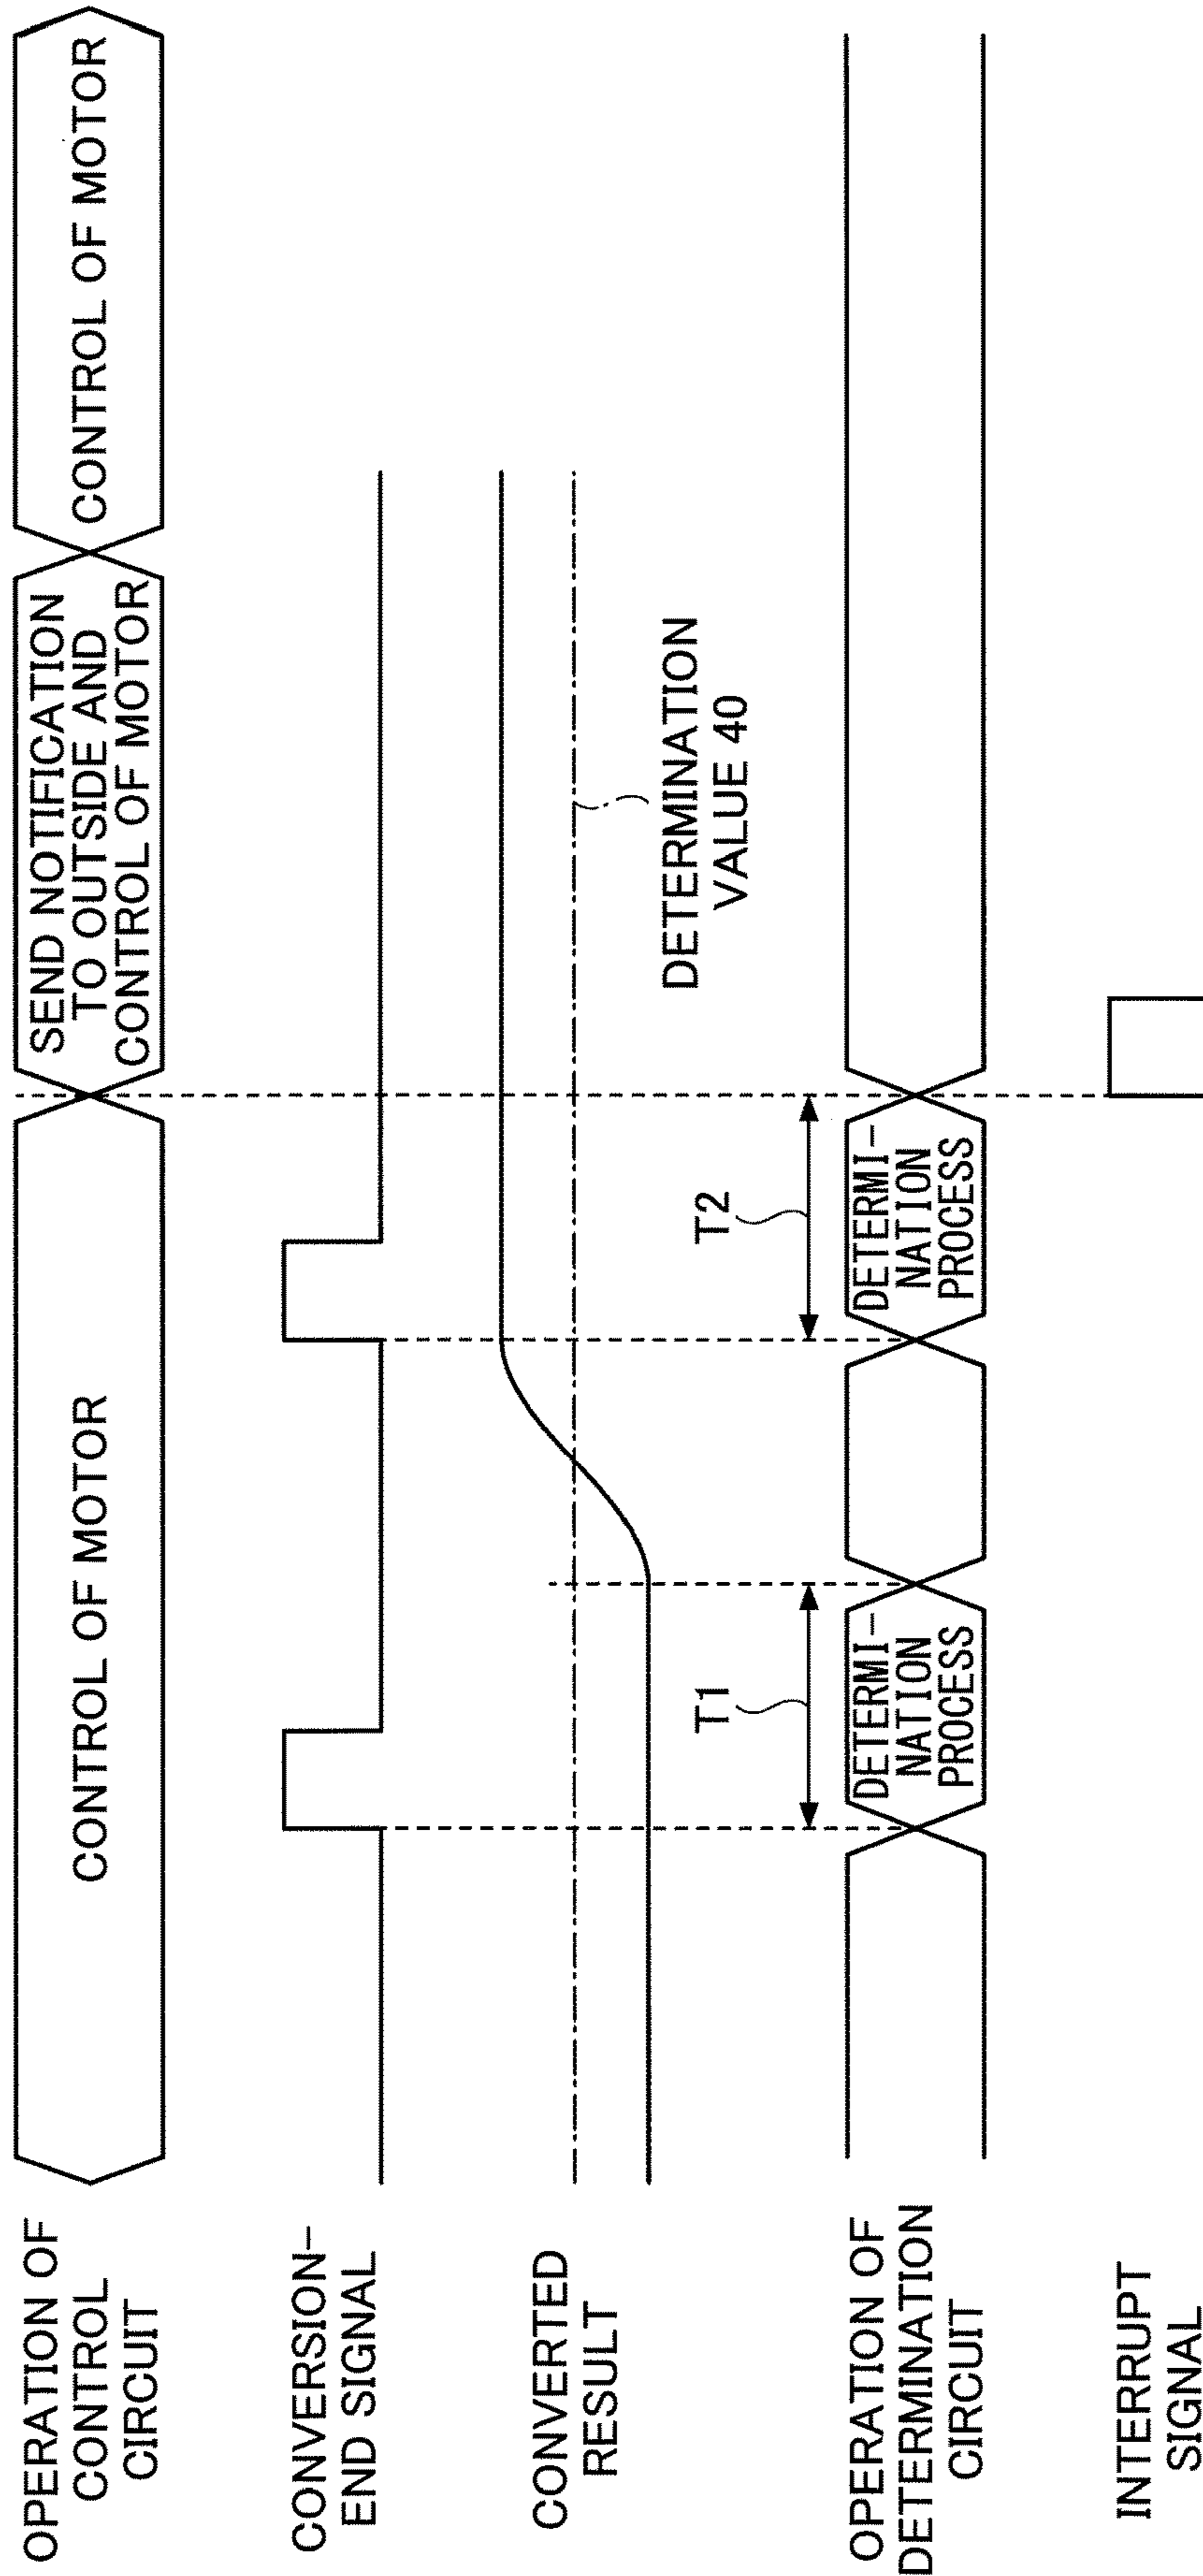 OPERATION OF
CONTROL
CIRCUIT
CONTROL OF MOTOR
SEND NOTIFICATION
TO OUTSIDE AND
CONTROL OF MOTOR
CONTROL OF MOTOR
CONVERSION-
END SIGNAL
CONVERTED
RESULT
DETERMINATION
VALUE 40
T1
T2
OPERATION OF
DETERMINATION
CIRCUIT
DETERMI-
NATION
PROCESS
DETERMI-
NATION
PROCESS
INTERRUPT
SIGNAL